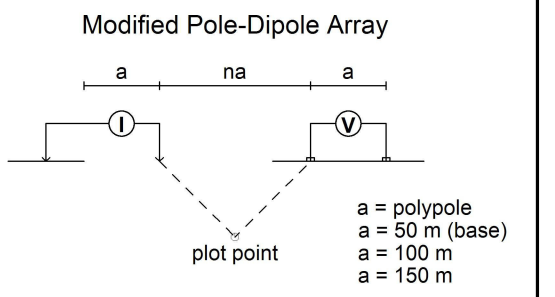 Modified Pole-Dipole Array
a na a
I V
plot point
a = polypole
a = 50 m (base)
a = 100 m
a = 150 m